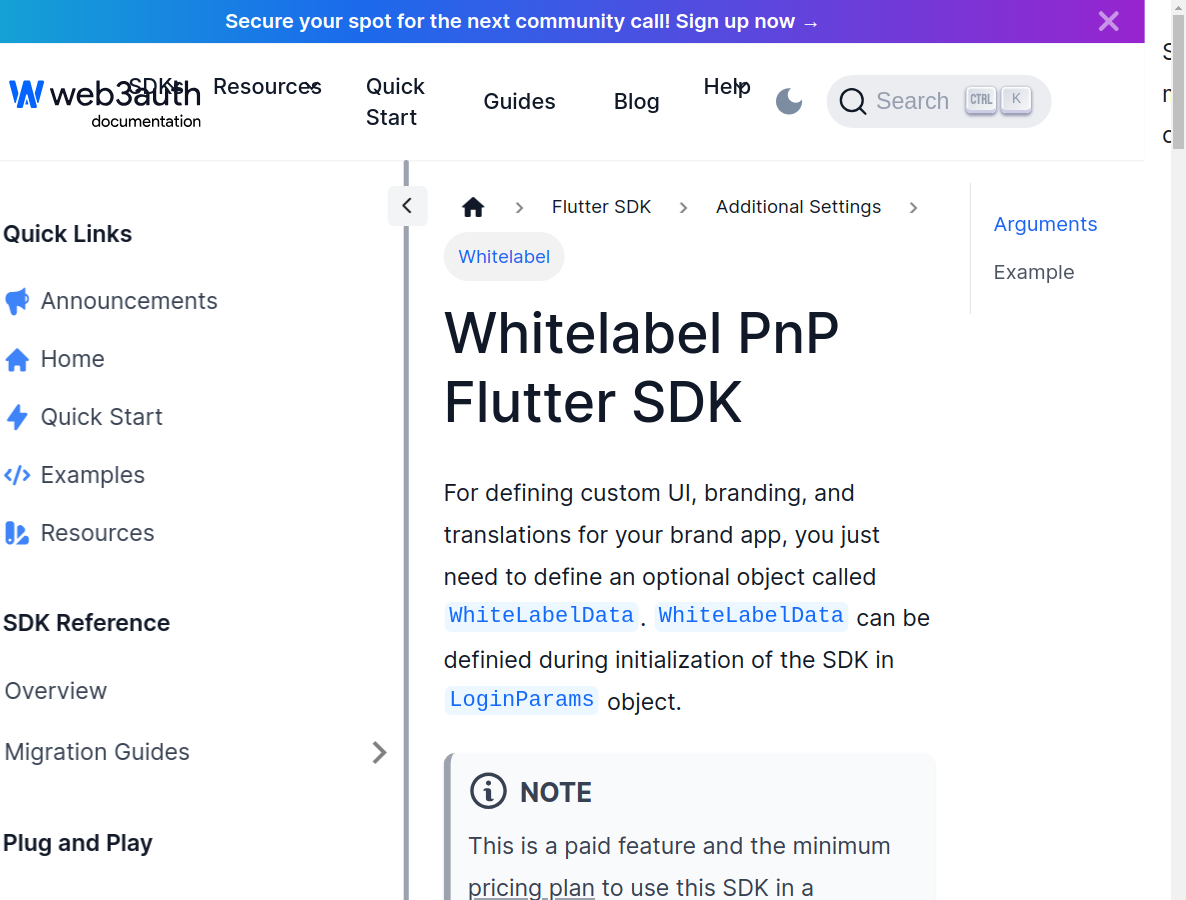 Secure your spot for the next community call! Sign up now →
web3auth
documentation
SDKs
Resources
Quick
Start
Guides
Blog
Help
Search
CTRL
K
Quick Links
Announcements
Home
Quick Start
Examples
Resources
SDK Reference
Overview
Migration Guides
Plug and Play
Flutter SDK
Additional Settings
Whitelabel
Whitelabel PnP
Flutter SDK
For defining custom UI, branding, and
translations for your brand app, you just
need to define an optional object called
WhiteLabelData. WhiteLabelData can be
definied during initialization of the SDK in
LoginParams object.
NOTE
This is a paid feature and the minimum
pricing plan to use this SDK in a
Arguments
Example